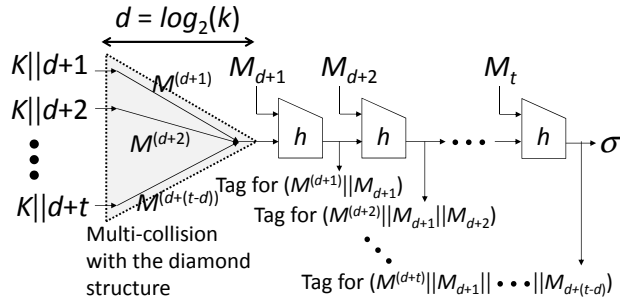 d = log₂(k)
K||d+1
K||d+2
K||d+t
M⁽ᵈ⁺¹⁾
M⁽ᵈ⁺²⁾
M⁽ᵈ⁺⁽ᵗ⁻ᵈ⁾⁾
M_{d+1}
M_{d+2}
M_t
h
h
• • •
h
σ
Tag for (M⁽ᵈ⁺¹⁾||M_{d+1})
Tag for (M⁽ᵈ⁺²⁾||M_{d+1}||M_{d+2})
Tag for (M⁽ᵈ⁺ᵗ⁾||M_{d+1}|| • • • ||M_{d+(t-d)})
Multi-collision
with the diamond
structure